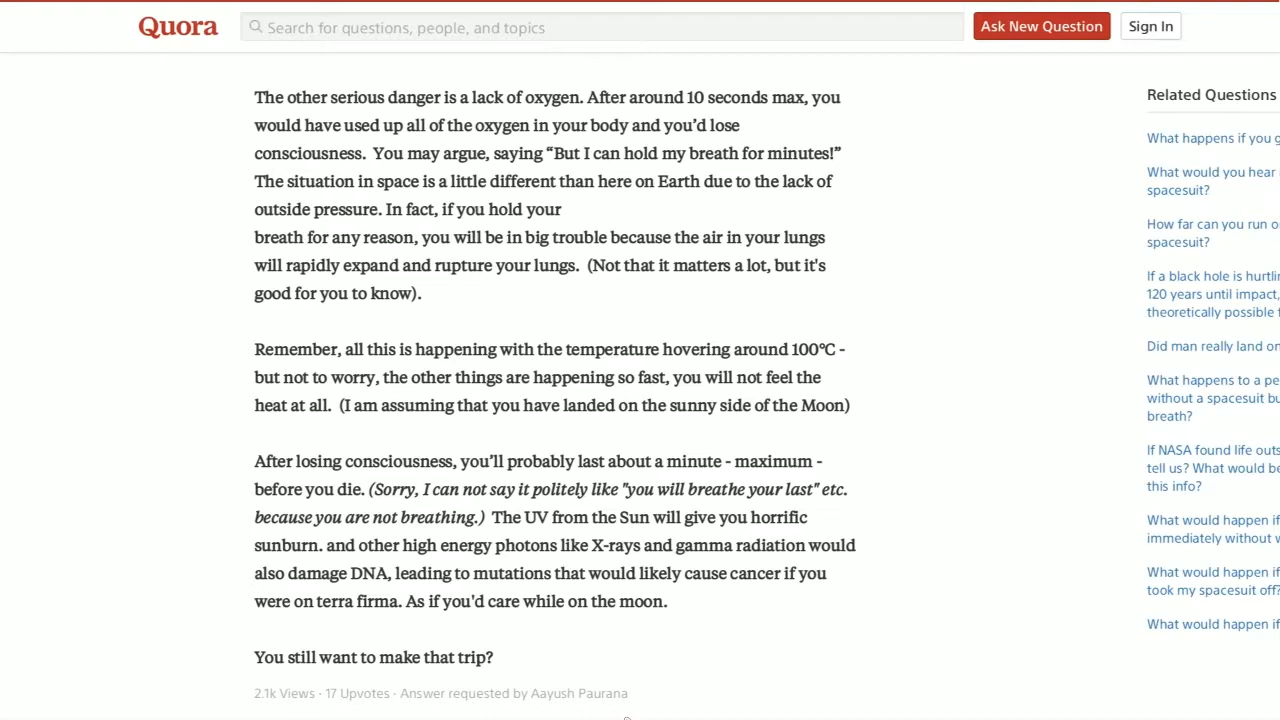 Quora
Search for questions, people, and topics
Ask New Question
Sign In
The other serious danger is a lack of oxygen. After around 10 seconds max, you
would have used up all of the oxygen in your body and you’d lose
consciousness.  You may argue, saying “But I can hold my breath for minutes!”
The situation in space is a little different than here on Earth due to the lack of
outside pressure. In fact, if you hold your
breath for any reason, you will be in big trouble because the air in your lungs
will rapidly expand and rupture your lungs.  (Not that it matters a lot, but it's
good for you to know).
Remember, all this is happening with the temperature hovering around 100°C -
but not to worry, the other things are happening so fast, you will not feel the
heat at all.  (I am assuming that you have landed on the sunny side of the Moon)
After losing consciousness, you’ll probably last about a minute - maximum -
before you die. (Sorry, I can not say it politely like "you will breathe your last" etc.
because you are not breathing.)  The UV from the Sun will give you horrific
sunburn. and other high energy photons like X-rays and gamma radiation would
also damage DNA, leading to mutations that would likely cause cancer if you
were on terra firma. As if you'd care while on the moon.
You still want to make that trip?
2.1k Views · 17 Upvotes · Answer requested by Aayush Paurana
Related Questions
What happens if you
What would you hear
spacesuit?
How far can you run
spacesuit?
If a black hole is
120 years until impact,
theoretically possible
Did man really land
What happens to a
without a spacesuit
breath?
If NASA found life
tell us? What would
this info?
What would happen if
immediately without
What would happen if
took my spacesuit off?
What would happen if